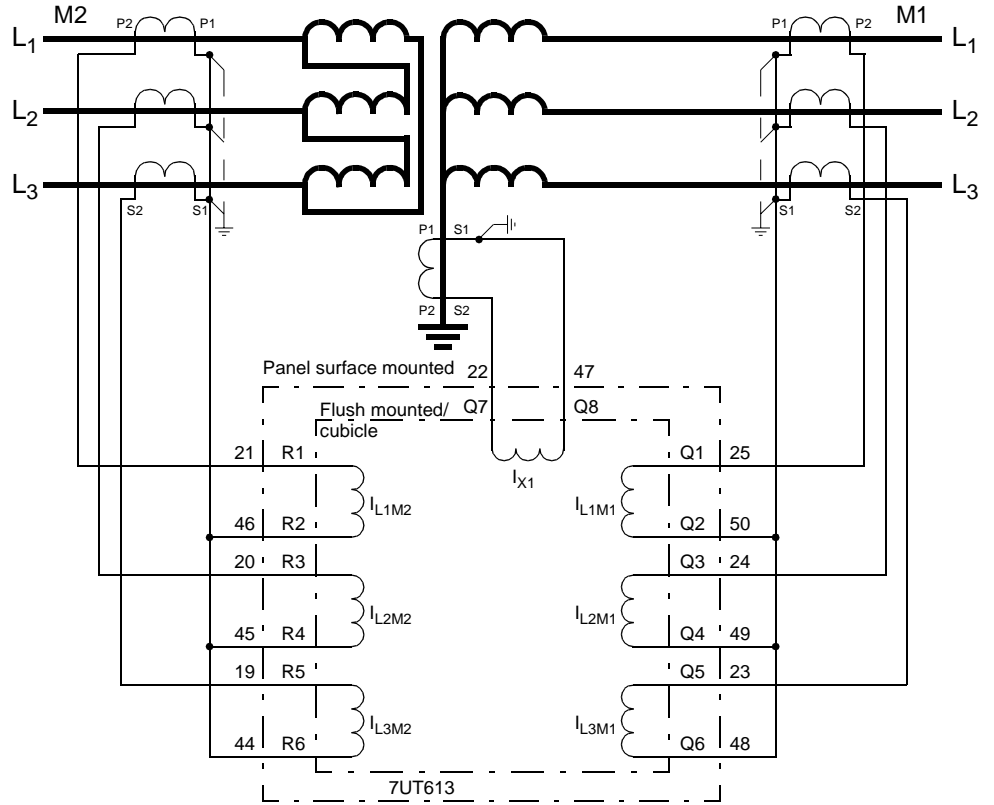 M2
M1
P2 P1
P1 P2
L1
L1
L2
L2
L3
L3
S2 S1
S1 S2
P1 S1
P2 S2
Panel surface mounted 22 47
Flush mounted/ Q7 Q8
cubicle
21 R1
Q1 25
IX1
IL1M2
IL1M1
46 R2
Q2 50
20 R3
Q3 24
IL2M2
IL2M1
45 R4
Q4 49
19 R5
Q5 23
IL3M2
IL3M1
44 R6
Q6 48
7UT613